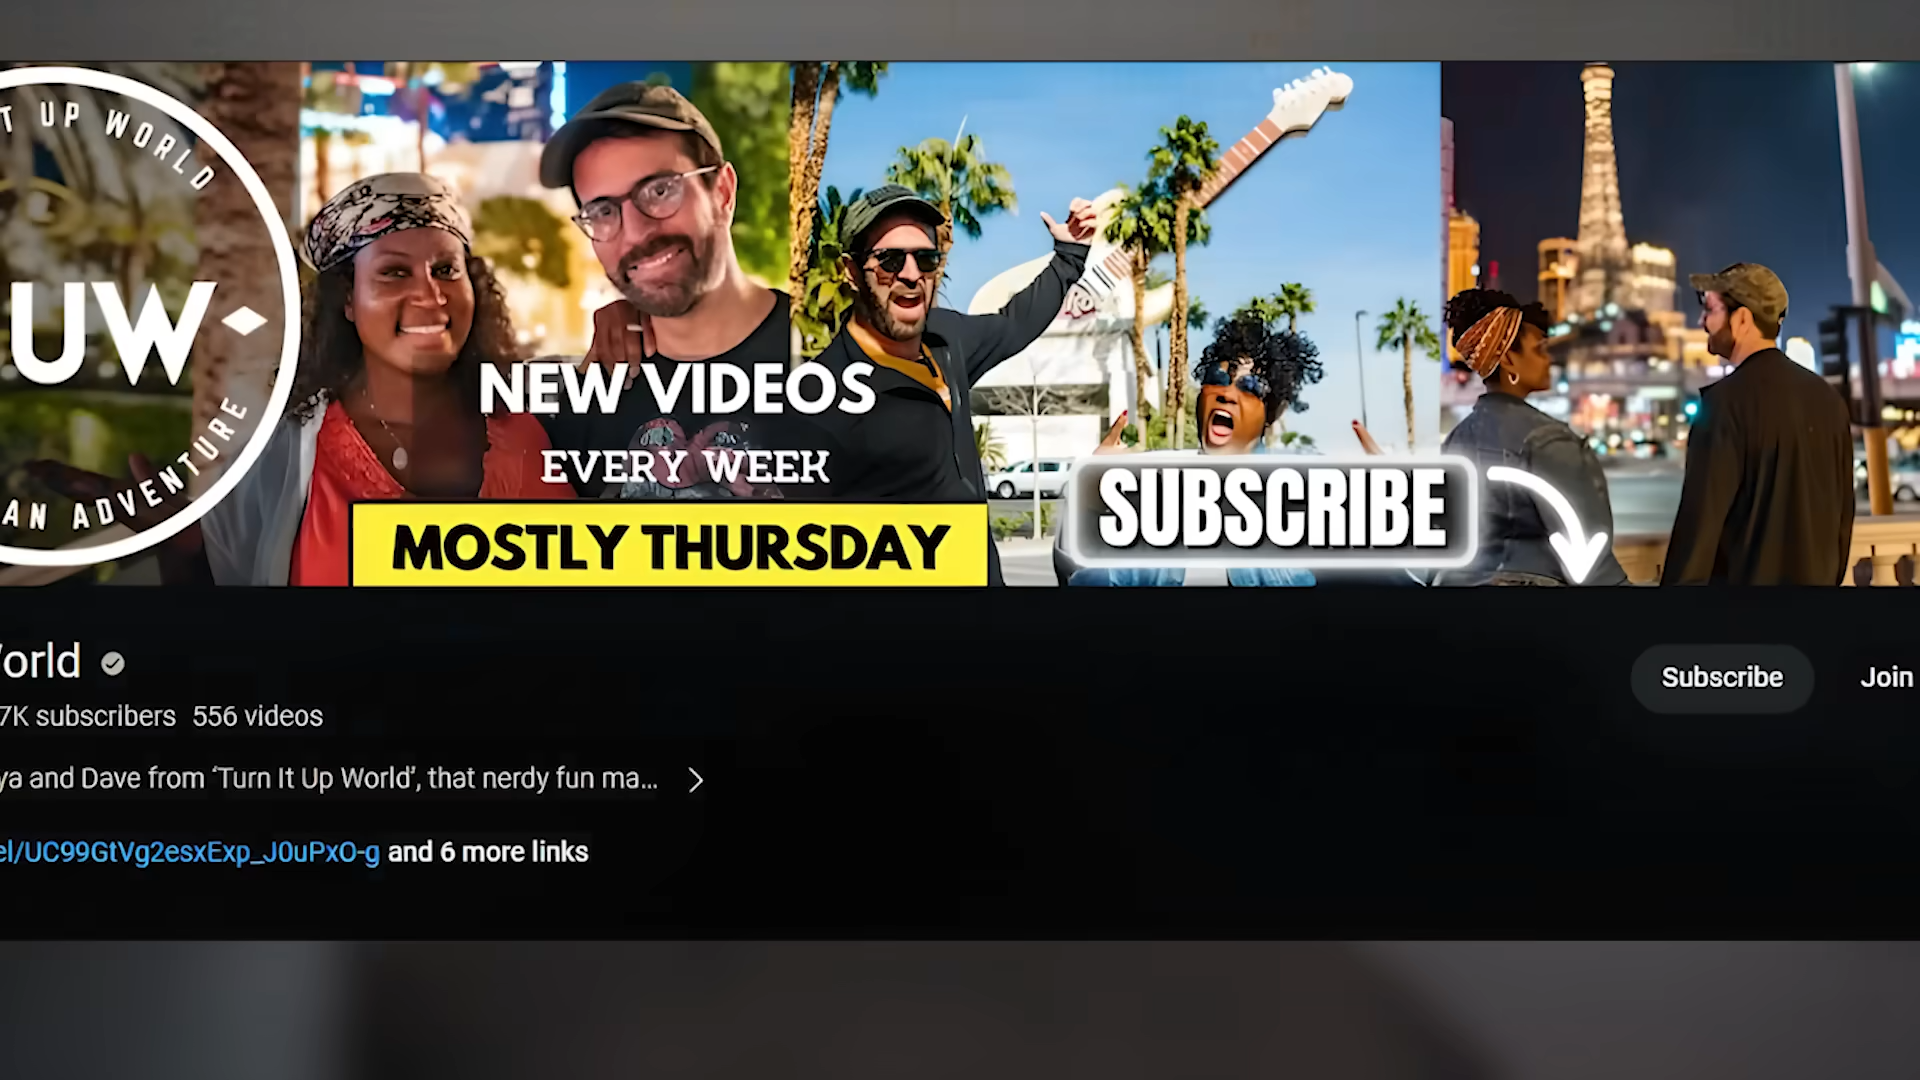 T UP WORLD
UW
AN ADVENTURE
NEW VIDEOS
EVERY WEEK
MOSTLY THURSDAY
SUBSCRIBE
orld
7K subscribers 556 videos
Subscribe
Join
ya and Dave from ‘Turn It Up World’, that nerdy fun ma...
el/UC99GtVg2esxExp_J0uPxO-g and 6 more links